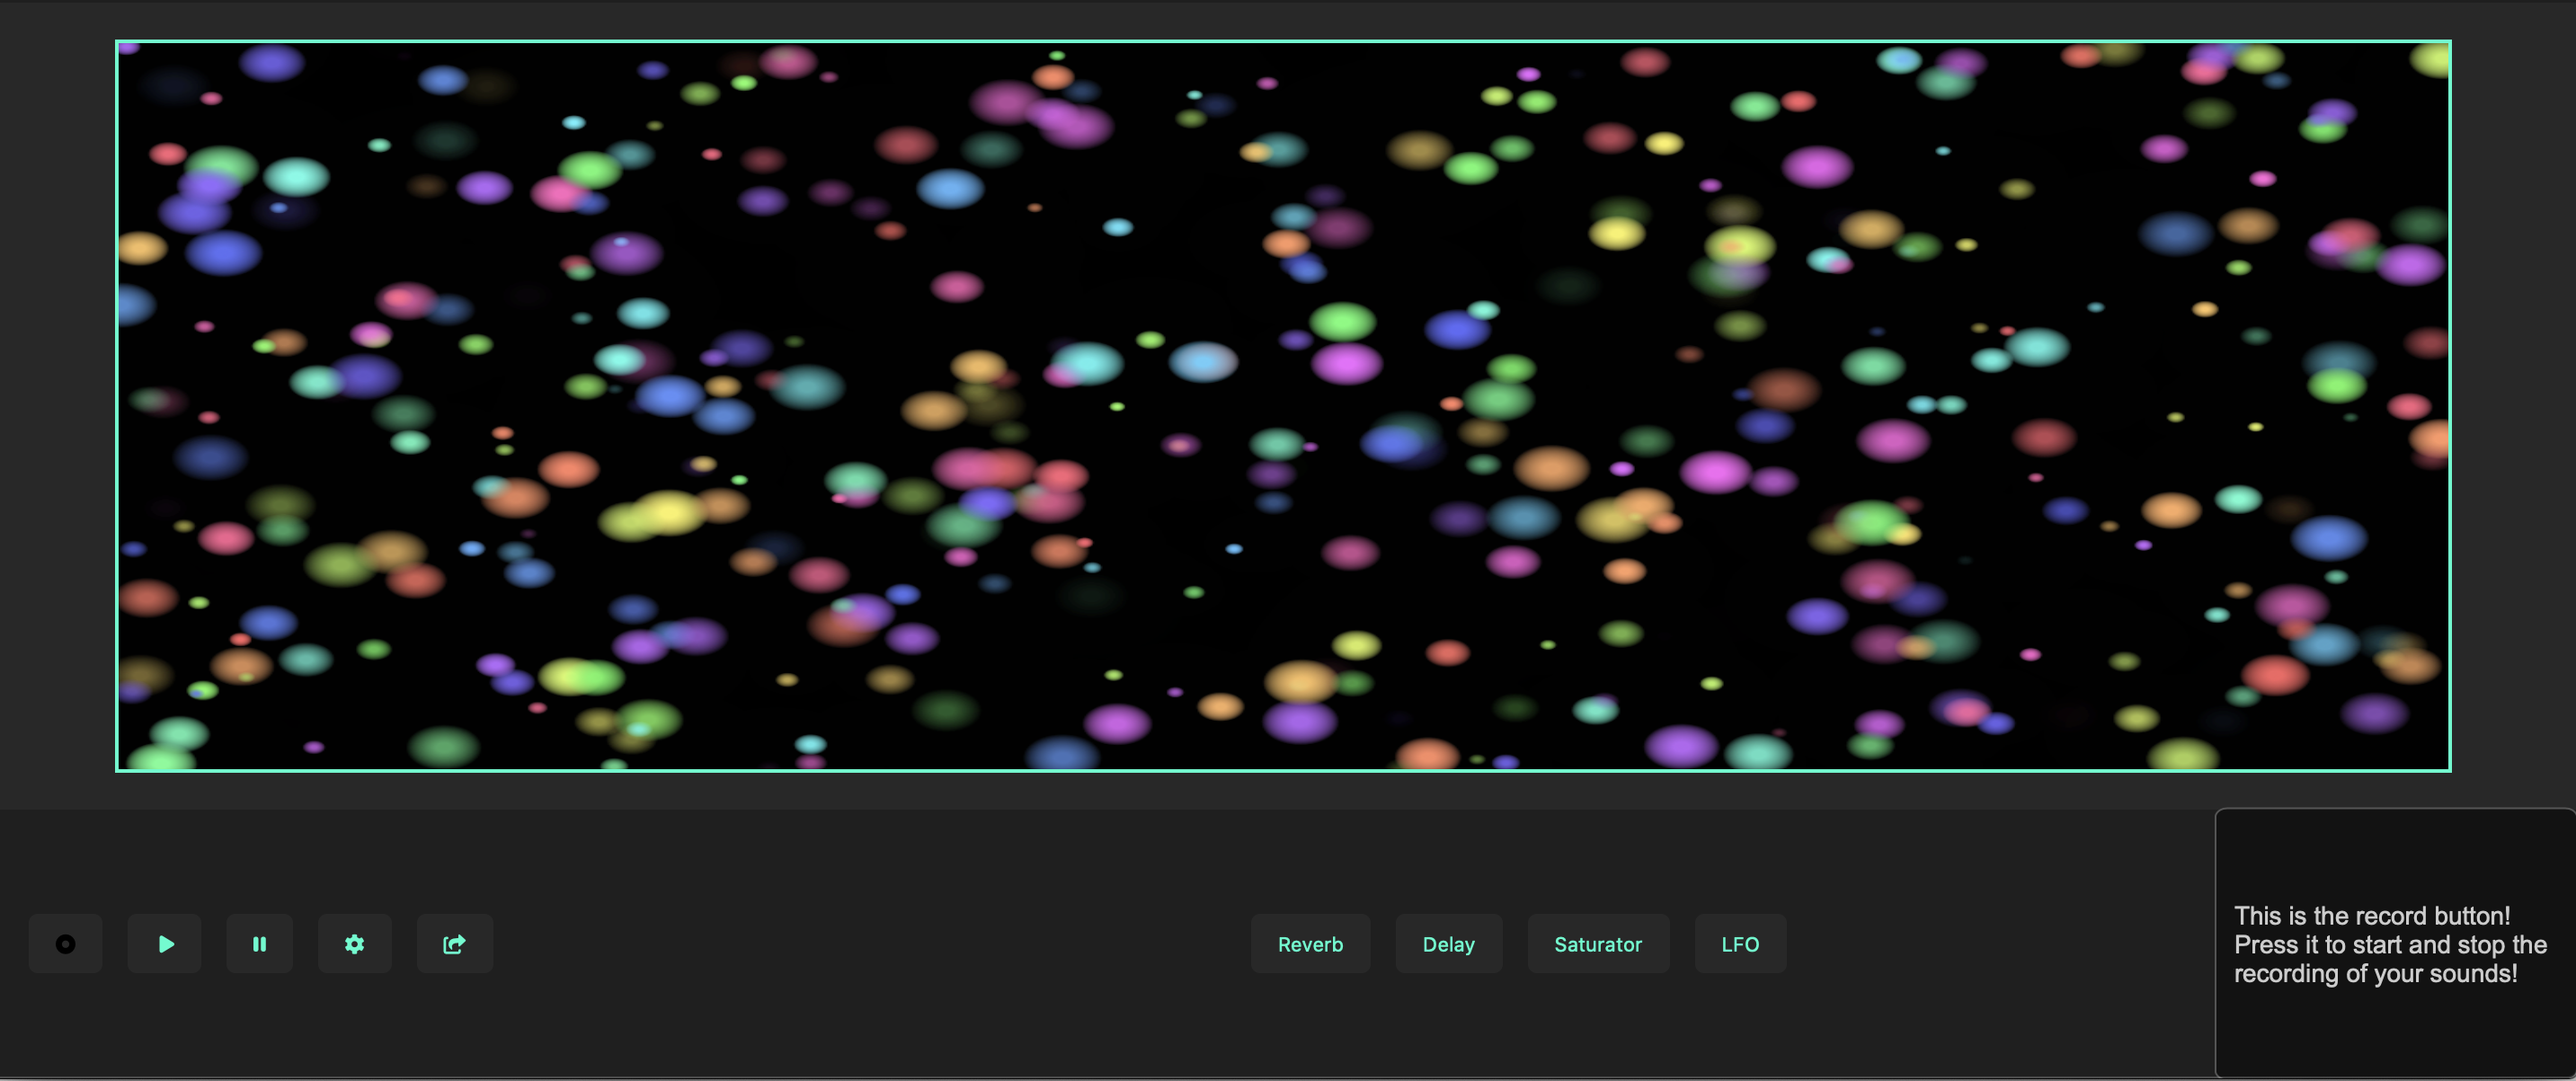 Reverb
Delay
Saturator
LFO
This is the record button!
Press it to start and stop the
recording of your sounds!